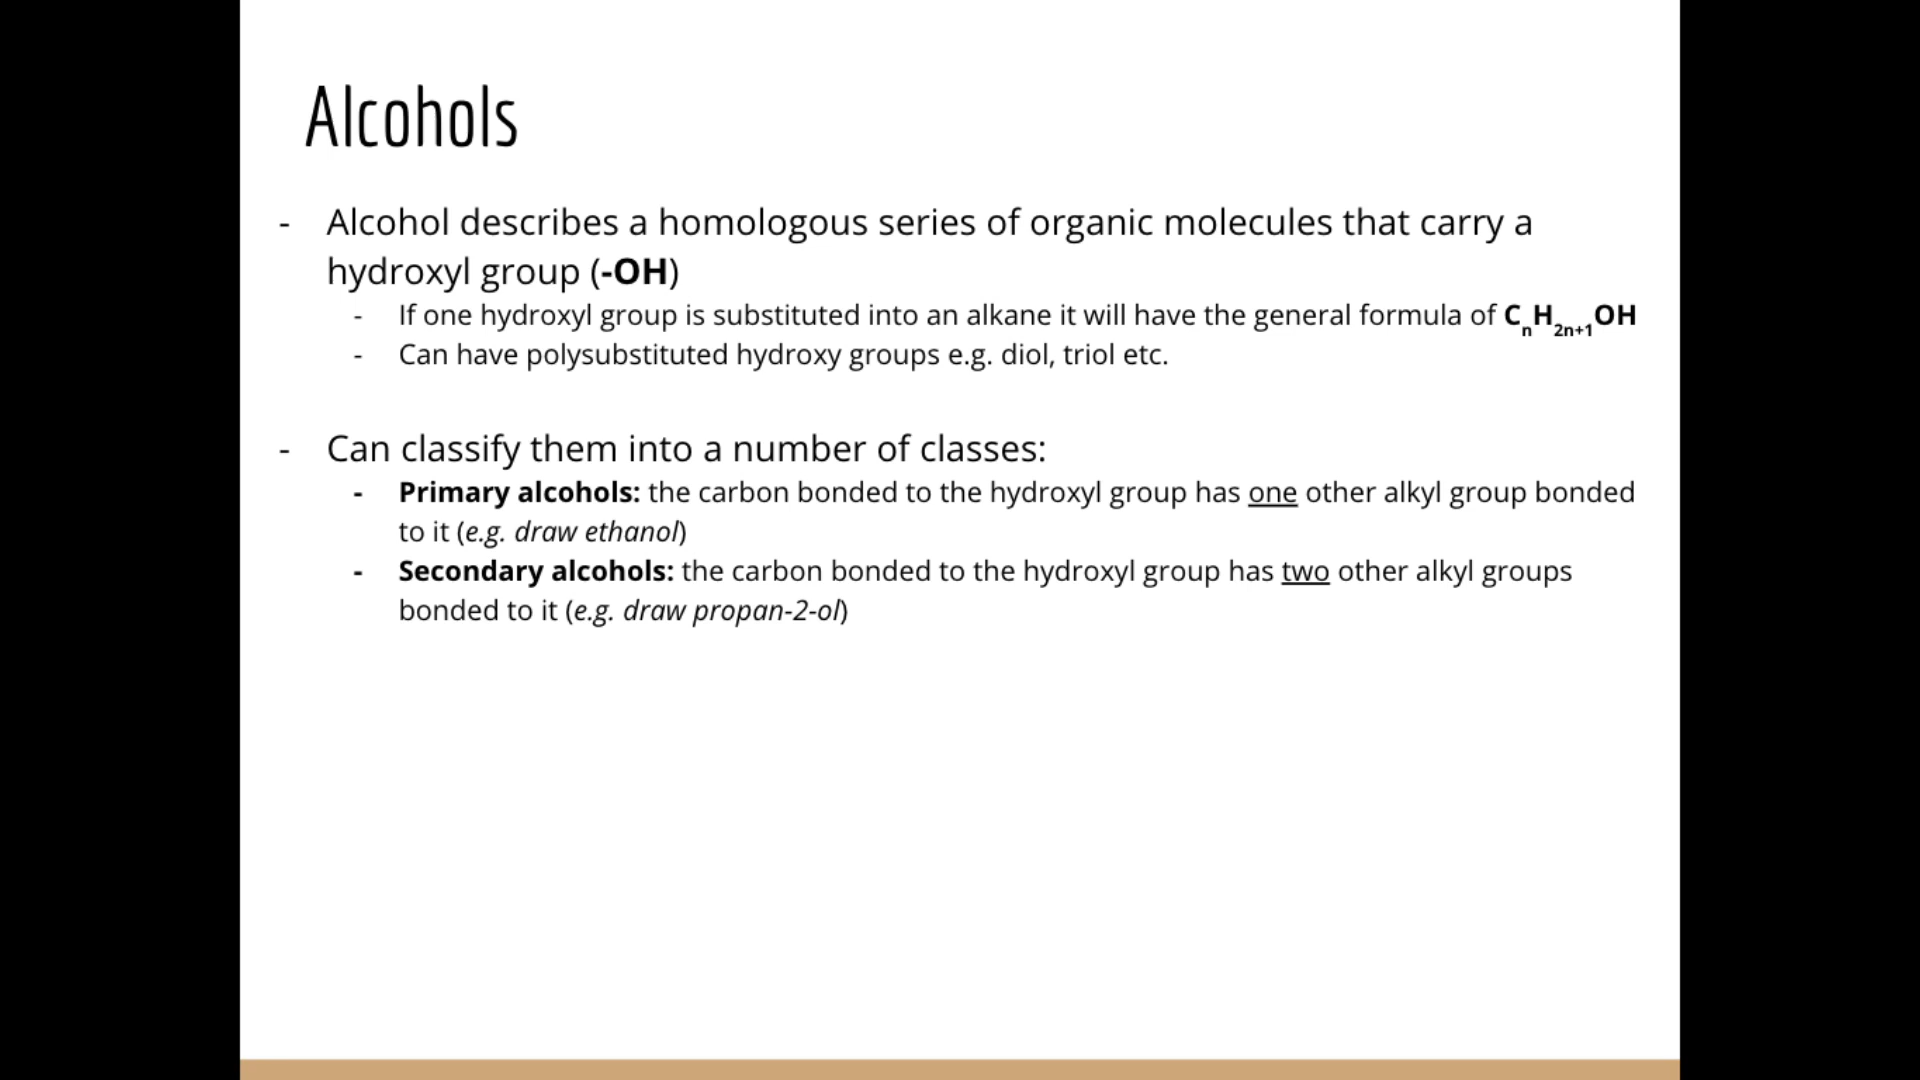 Alcohols
- Alcohol describes a homologous series of organic molecules that carry a
hydroxyl group (-OH)
- If one hydroxyl group is substituted into an alkane it will have the general formula of CₙH₂ₙ₊₁OH
- Can have polysubstituted hydroxy groups e.g. diol, triol etc.
- Can classify them into a number of classes:
- Primary alcohols: the carbon bonded to the hydroxyl group has one other alkyl group bonded
to it (e.g. draw ethanol)
- Secondary alcohols: the carbon bonded to the hydroxyl group has two other alkyl groups
bonded to it (e.g. draw propan-2-ol)